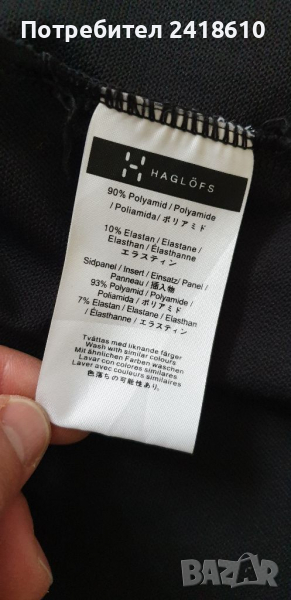 Потребител 2418610
HAGLÖFS
90% Polyamid / Polyamide
/ Poliamida / ポリアミド
10% Elastan / Elastane /
Elasthan / Élasthanne
エラスティン
Sidpanel / Insert / Einsatz/ Panel /
Panneau / 插入物
93% Polyamid / Polyamide /
Poliamida / ポリアミド
7% Elastan / Elastane / Elasthan
/ Élasthanne / エラスティン
Tvättas med liknande färger
Wash with similar colours
Mit ähnlichen Farben waschen
Lavar con colores similares
Laver avec couleurs similaires
色落ちの可能性あり。
BAZAR